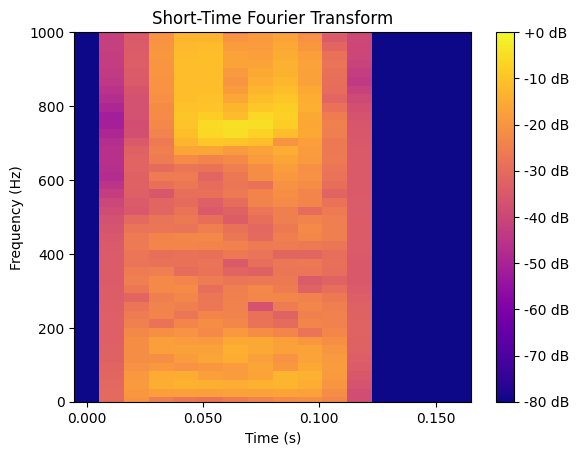 Short-Time Fourier Transform
1000
800
600
400
200
0
Frequency (Hz)
0.000
0.050
0.100
0.150
Time (s)
+0 dB
-10 dB
-20 dB
-30 dB
-40 dB
-50 dB
-60 dB
-70 dB
-80 dB